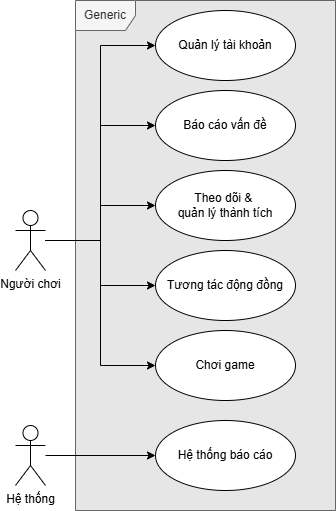 Generic
Quản lý tài khoản
Báo cáo vấn đề
Theo dõi &
quản lý thành tích
Người chơi
Tương tác động đồng
Chơi game
Hệ thống báo cáo
Hệ thống